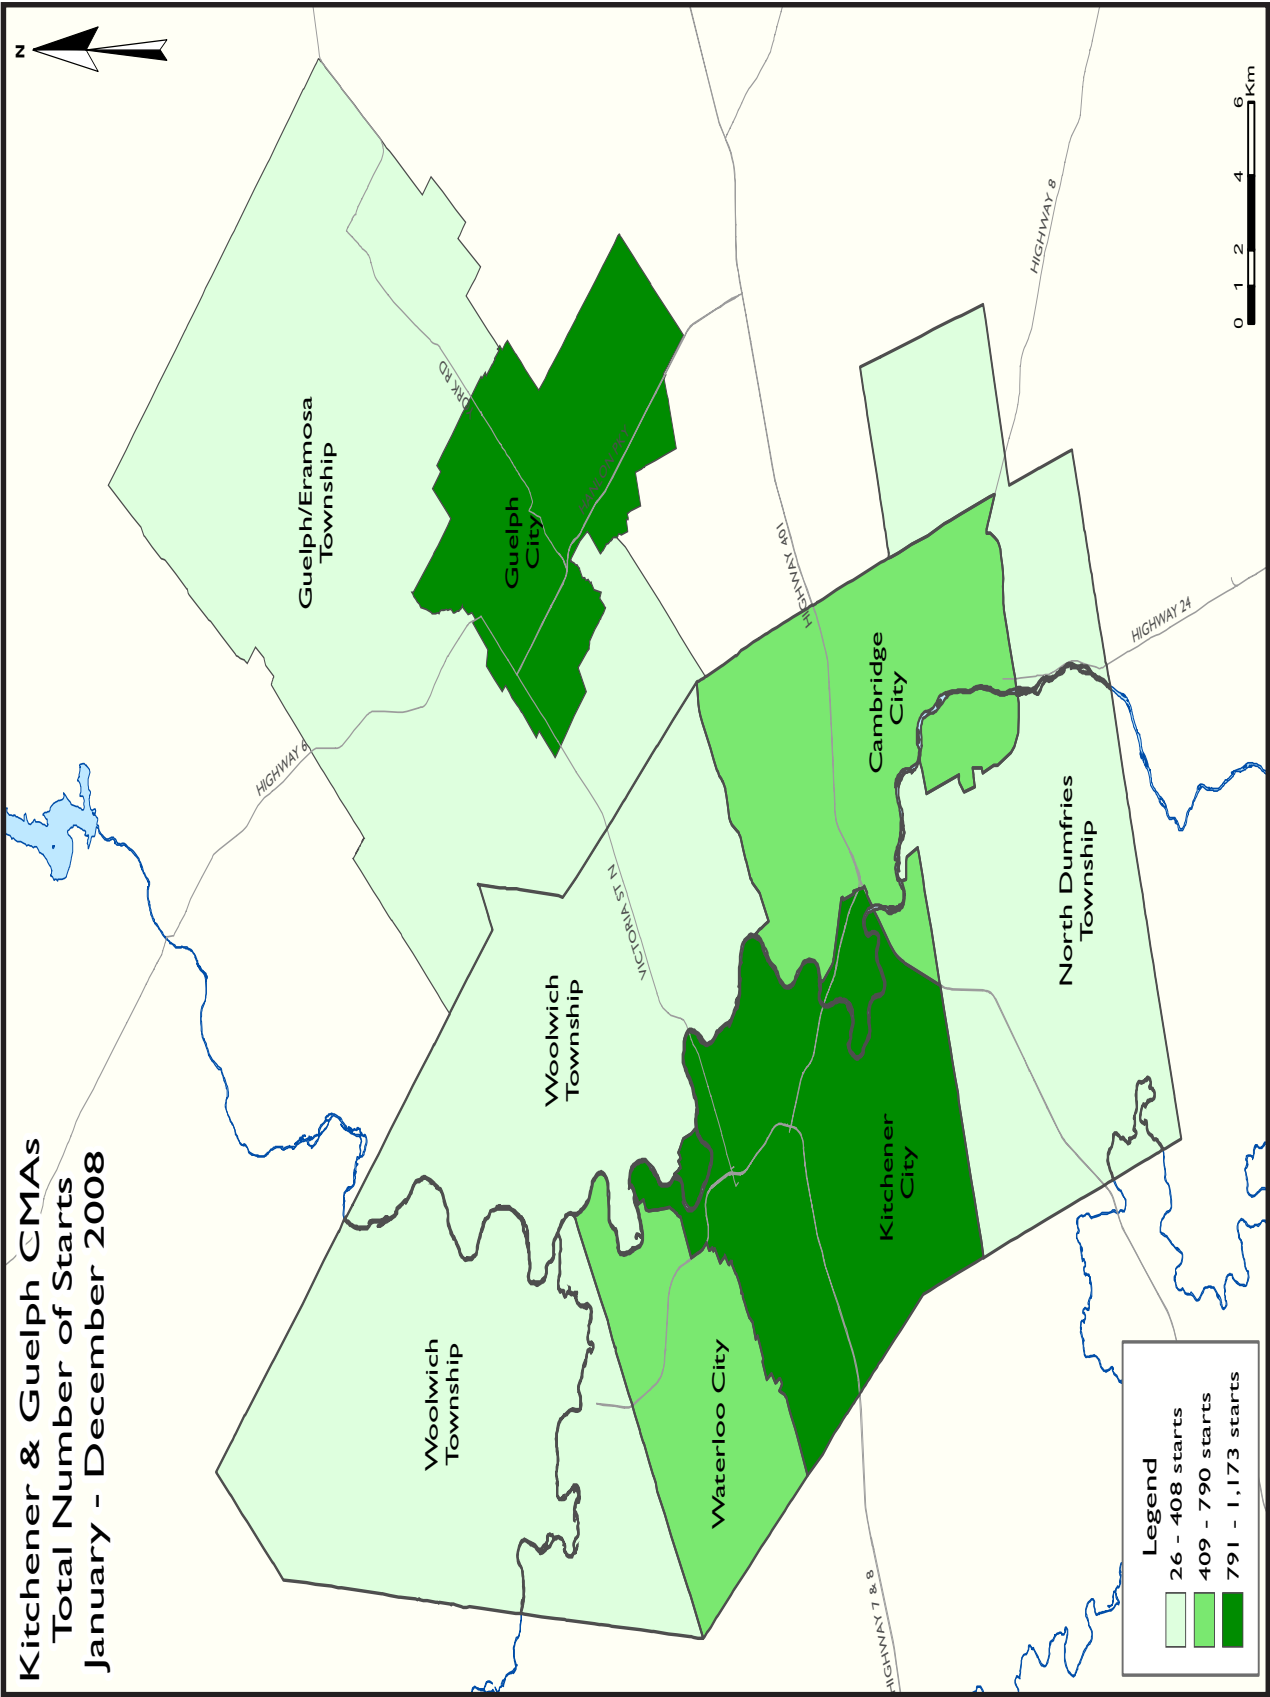 Kitchener & Guelph CMAs
Total Number of Starts
January - December 2008
N
Guelph/Eramosa
Township
Guelph
City
YORK RD
HIGHWAY 6
HIGHWAY 401
HIGHWAY 8
HIGHWAY 24
VICTORIA ST N
Woolwich
Township
Woolwich
Township
Waterloo City
Kitchener
City
Cambridge
City
North Dumfries
Township
HIGHWAY 7 & 8
Legend
26 - 408 starts
409 - 790 starts
791 - 1,173 starts
0 1 2 4 6
Km